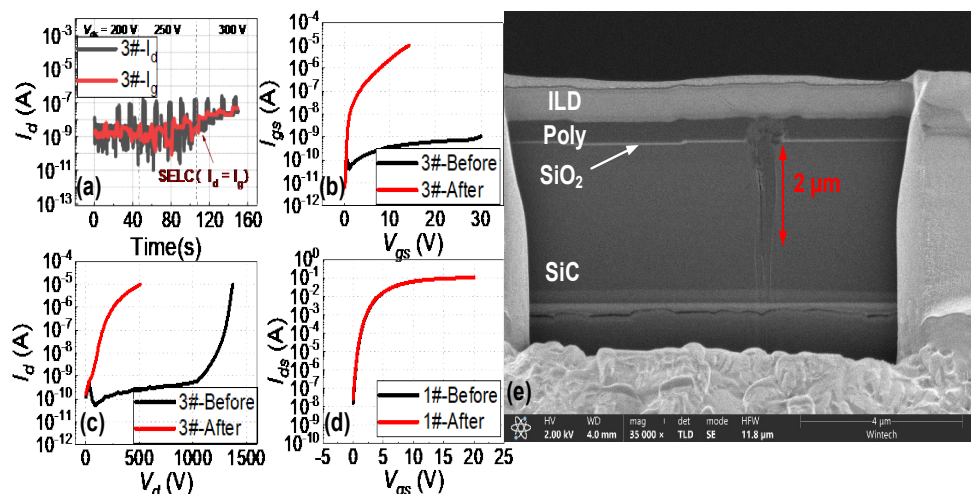 V_ds = 200 V 250 V 300 V
3#-I_d
3#-I_g
SELC( I_d = I_g)
(a)
I_d (A)
10^-1
10^-3
10^-5
10^-7
10^-9
10^-11
10^-13
0 40 80 120 160
Time(s)
I_gs (A)
10^-4
10^-5
10^-6
10^-7
10^-8
10^-9
10^-10
10^-11
10^-12
3#-Before
3#-After
(b)
0 10 20 30
V_gs (V)
I_d (A)
10^-4
10^-5
10^-6
10^-7
10^-8
10^-9
10^-10
10^-11
10^-12
3#-Before
3#-After
(c)
0 500 1000 1500
V_d (V)
I_ds (A)
10^0
10^-1
10^-2
10^-3
10^-4
10^-5
10^-6
10^-7
10^-8
10^-9
10^-10
1#-Before
1#-After
(d)
-5 0 5 10 15 20 25
V_gs (V)
ILD
Poly
SiO₂
2 μm
SiC
(e)
HV WD mag det mode HFW 4 μm
2.00 kV 4.0 mm 35 000 × TLD SE 11.8 μm Wintech